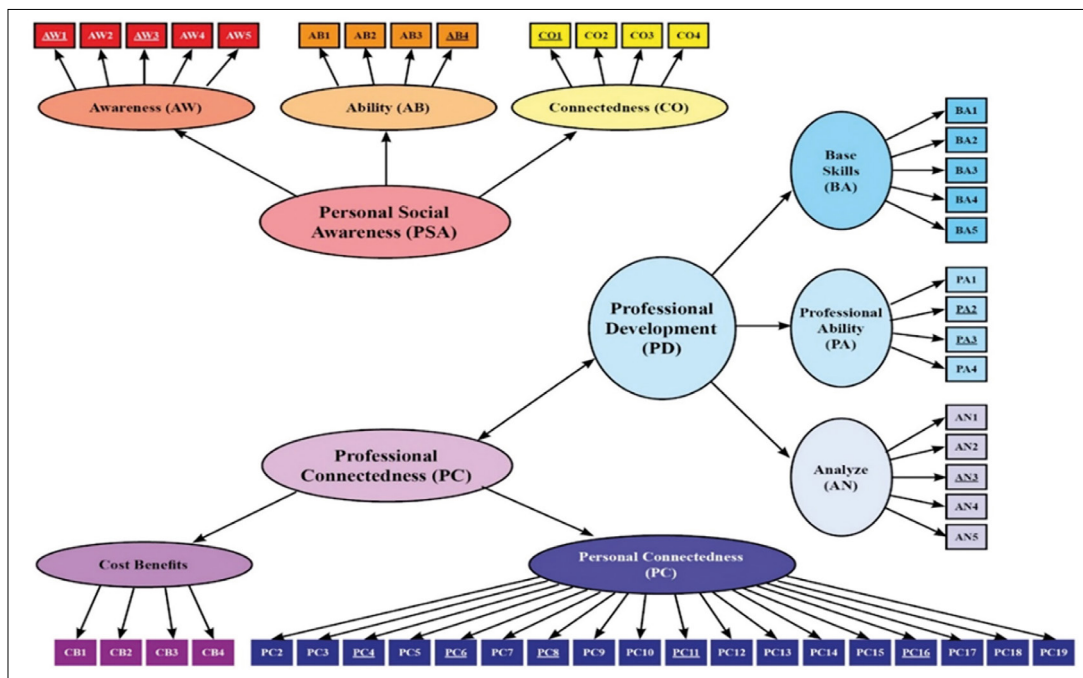 AW1 AW2 AW3 AW4 AW5 AB1 AB2 AB3 AB4 CO1 CO2 CO3 CO4
Awareness (AW)
Ability (AB)
Connectedness (CO)
Personal Social
Awareness (PSA)
Base
Skills
(BA)
BA1
BA2
BA3
BA4
BA5
Professional
Development
(PD)
Professional
Ability
(PA)
PA1
PA2
PA3
PA4
Professional
Connectedness (PC)
Analyze
(AN)
AN1
AN2
AN3
AN4
AN5
Cost Benefits
Personal Connectedness
(PC)
CB1 CB2 CB3 CB4 PC2 PC3 PC4 PC5 PC6 PC7 PC8 PC9 PC10 PC11 PC12 PC13 PC14 PC15 PC16 PC17 PC18 PC19